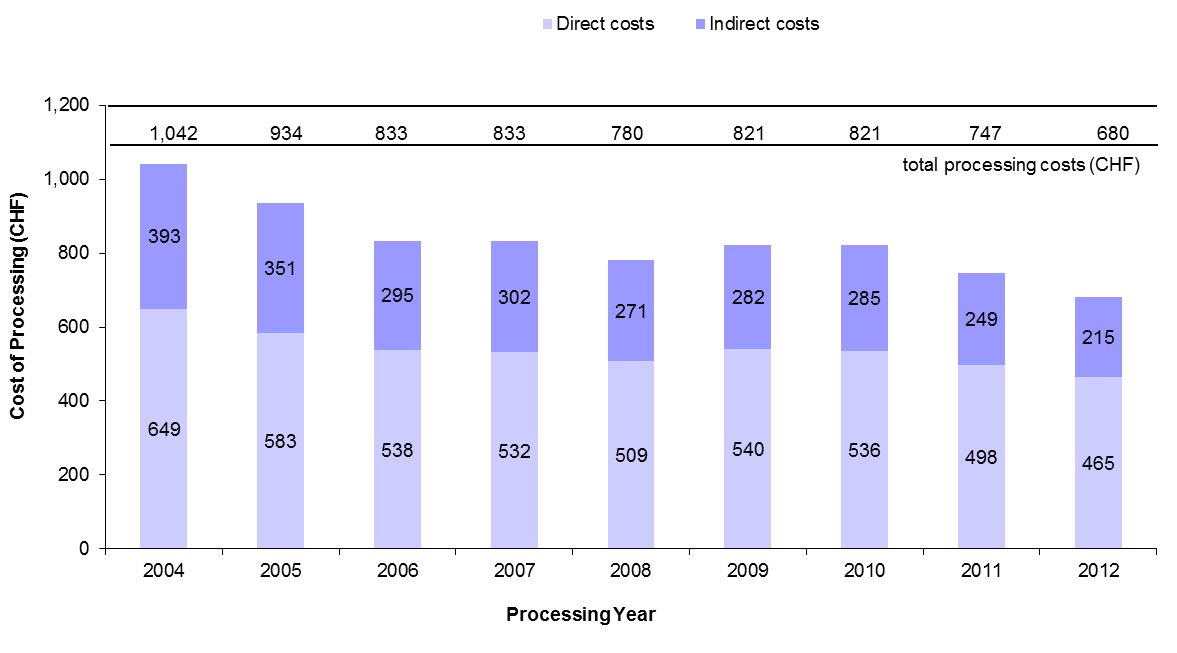 Direct costs Indirect costs
1,200
1,042 934 833 833 780 821 821 747 680
total processing costs (CHF)
1,000
393 351 295 302 271 282 285 249 215
800
600
400
649 583 538 532 509 540 536 498 465
200
0
2004 2005 2006 2007 2008 2009 2010 2011 2012
Processing Year
Cost of Processing (CHF)